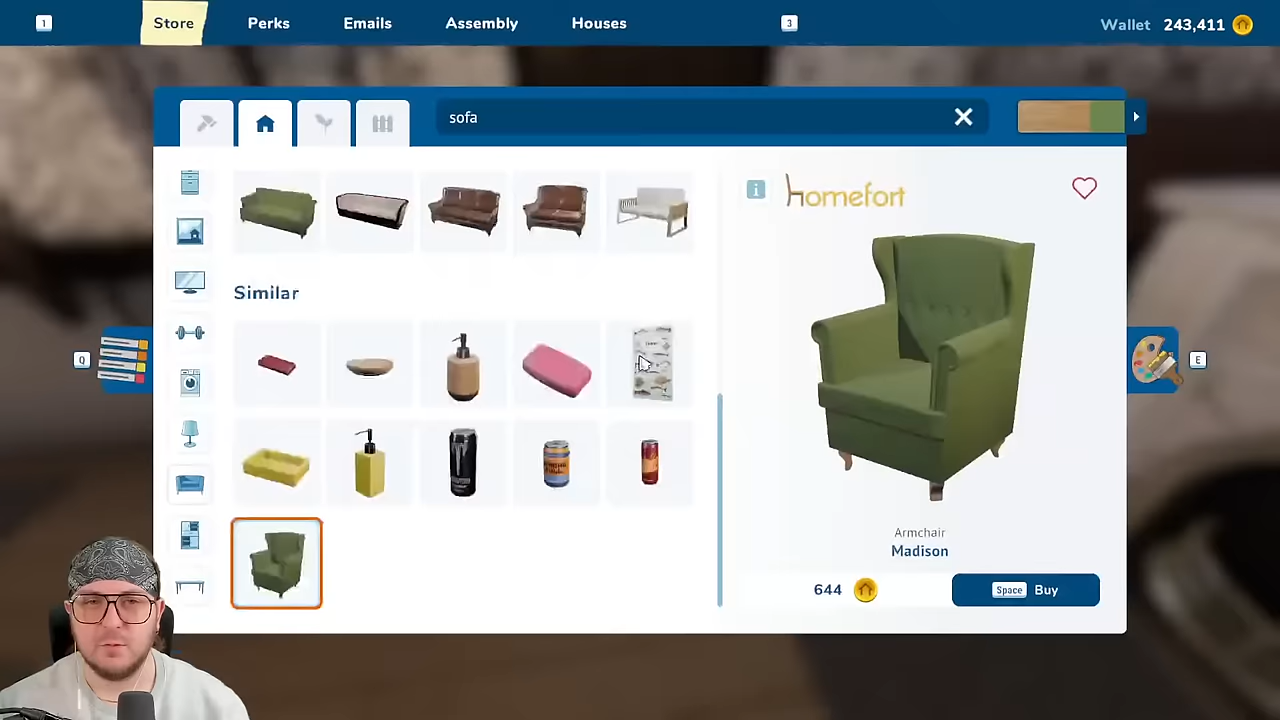 1 Store Perks Emails Assembly Houses 3 Wallet 243,411
sofa
homefort
Similar
Q
E
Armchair
Madison
644 Space Buy